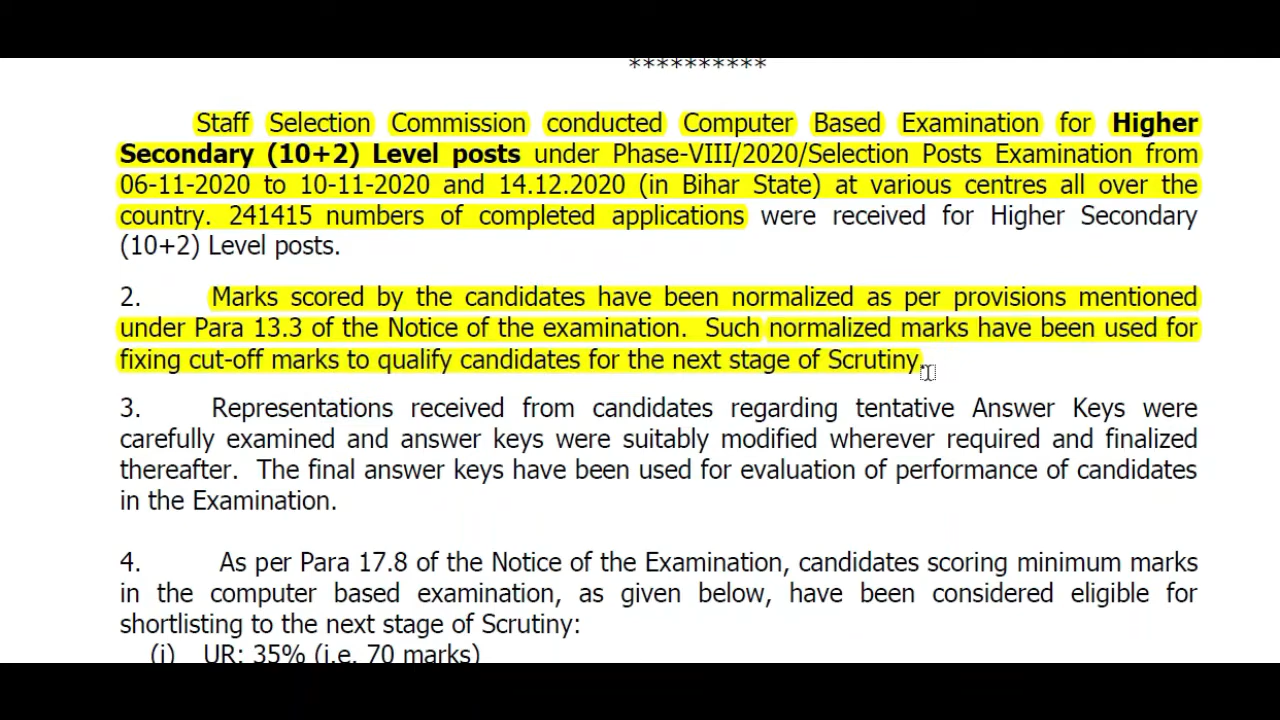 **********
Staff Selection Commission conducted Computer Based Examination for Higher
Secondary (10+2) Level posts under Phase-VIII/2020/Selection Posts Examination from
06-11-2020 to 10-11-2020 and 14.12.2020 (in Bihar State) at various centres all over the
country. 241415 numbers of completed applications were received for Higher Secondary
(10+2) Level posts.
2. Marks scored by the candidates have been normalized as per provisions mentioned
under Para 13.3 of the Notice of the examination. Such normalized marks have been used for
fixing cut-off marks to qualify candidates for the next stage of Scrutiny.
3. Representations received from candidates regarding tentative Answer Keys were
carefully examined and answer keys were suitably modified wherever required and finalized
thereafter. The final answer keys have been used for evaluation of performance of candidates
in the Examination.
4. As per Para 17.8 of the Notice of the Examination, candidates scoring minimum marks
in the computer based examination, as given below, have been considered eligible for
shortlisting to the next stage of Scrutiny:
(i) UR: 35% (i.e. 70 marks)